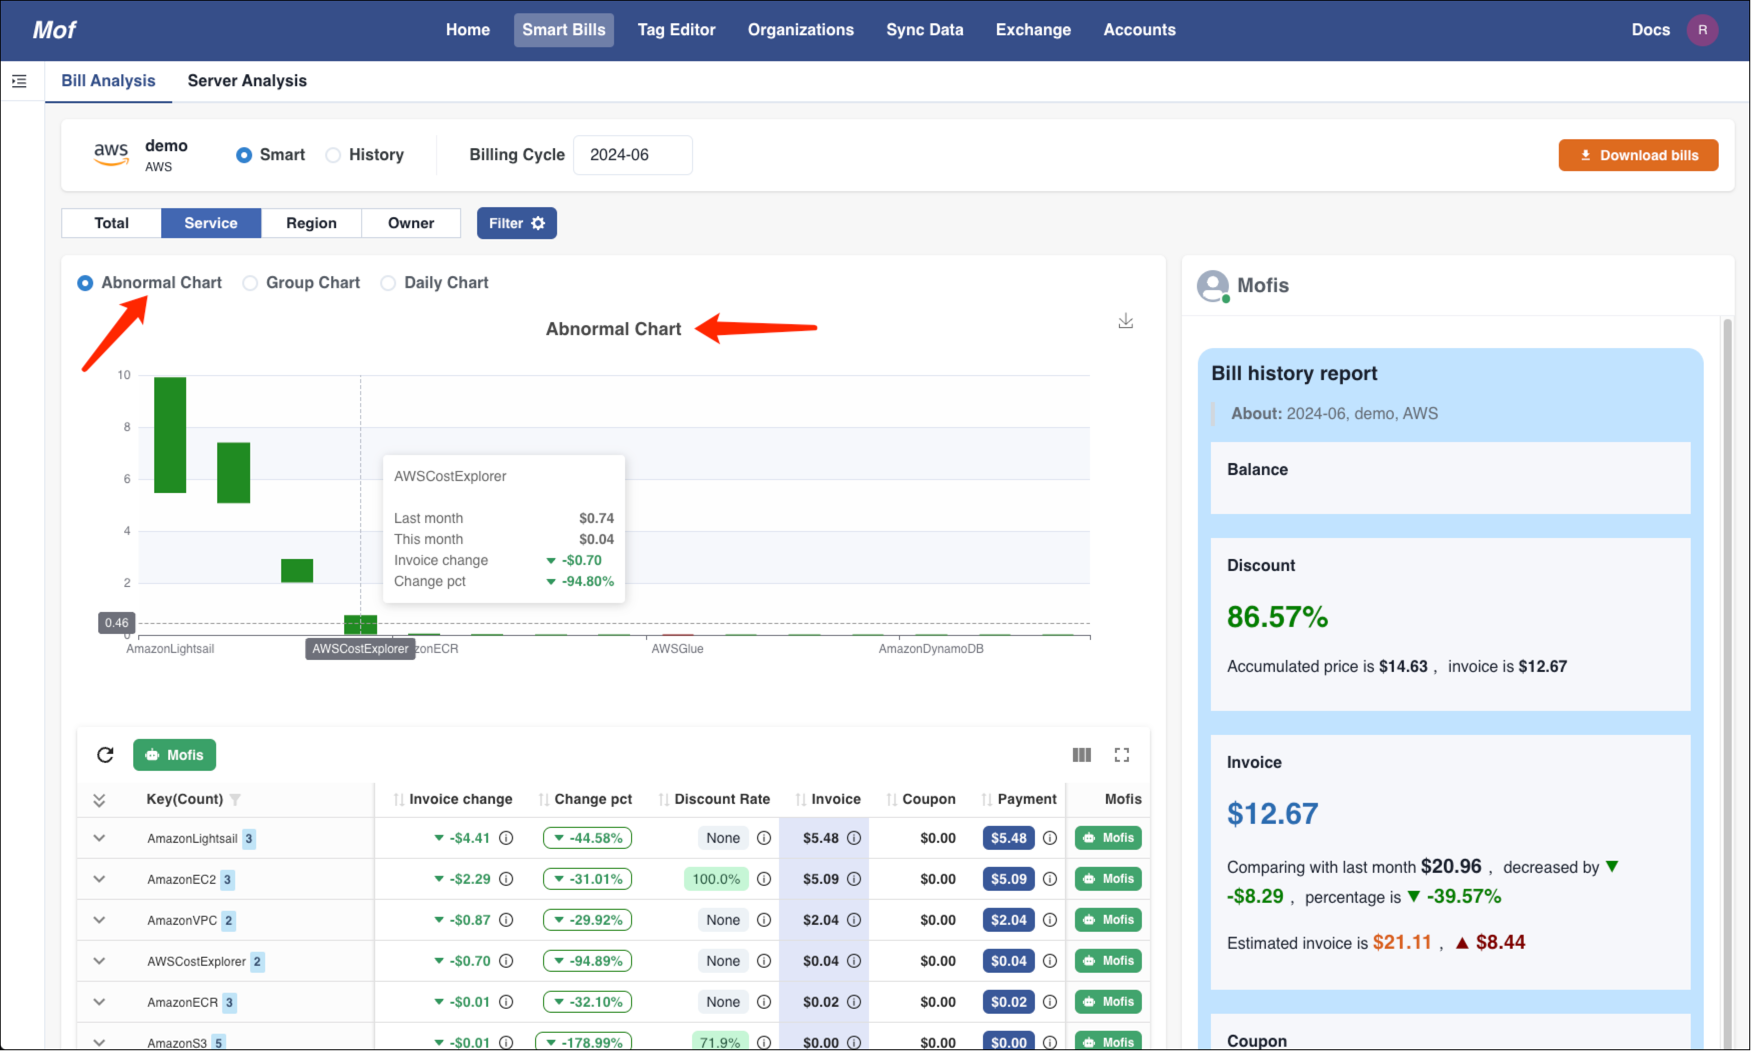 Mof
Home Smart Bills Tag Editor Organizations Sync Data Exchange Accounts Docs R
Bill Analysis Server Analysis
aws demo AWS Smart History Billing Cycle 2024-06 Download bills
Total Service Region Owner Filter
Abnormal Chart Group Chart Daily Chart
Abnormal Chart
10
8
6
4
2
0
0.46
AWSCostExplorer
Last month $0.74
This month $0.04
Invoice change ▼ -$0.70
Change pct ▼ -94.80%
AmazonLightsail AWSCostExplorer zonECR AWSGlue AmazonDynamoDB
Mofis
Key(Count) Invoice change Change pct Discount Rate Invoice Coupon Payment Mofis
AmazonLightsail 3 ▼ -$4.41 ▼ -44.58% None $5.48 $0.00 $5.48 Mofis
AmazonEC2 3 ▼ -$2.29 ▼ -31.01% 100.0% $5.09 $0.00 $5.09 Mofis
AmazonVPC 2 ▼ -$0.87 ▼ -29.92% None $2.04 $0.00 $2.04 Mofis
AWSCostExplorer 2 ▼ -$0.70 ▼ -94.89% None $0.04 $0.00 $0.04 Mofis
AmazonECR 3 ▼ -$0.01 ▼ -32.10% None $0.02 $0.00 $0.02 Mofis
AmazonS3 5 ▼ -$0.01 ▼ -178.99% 71.9% $0.00 $0.00 $0.00 Mofis
Mofis
Bill history report
About: 2024-06, demo, AWS
Balance
Discount
86.57%
Accumulated price is $14.63 , invoice is $12.67
Invoice
$12.67
Comparing with last month $20.96 , decreased by ▼
-$8.29 , percentage is ▼ -39.57%
Estimated invoice is $21.11 , ▲ $8.44
Coupon